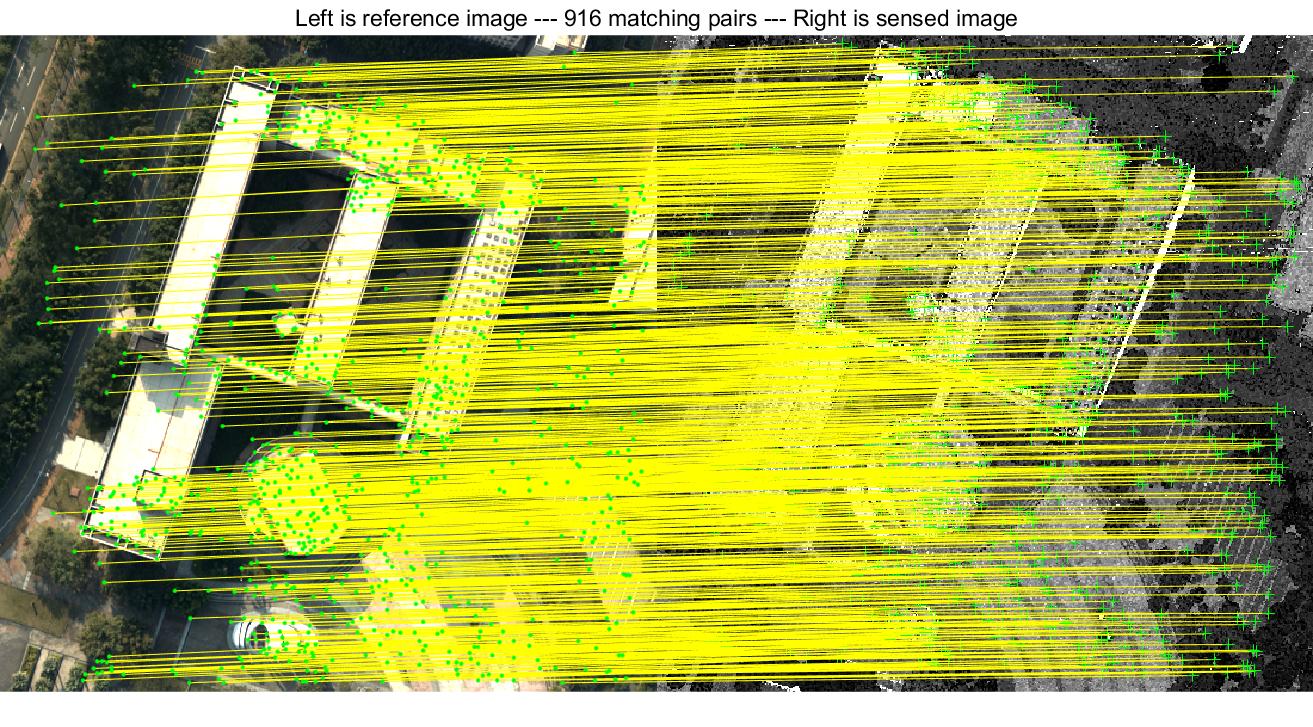 Left is reference image --- 916 matching pairs --- Right is sensed image